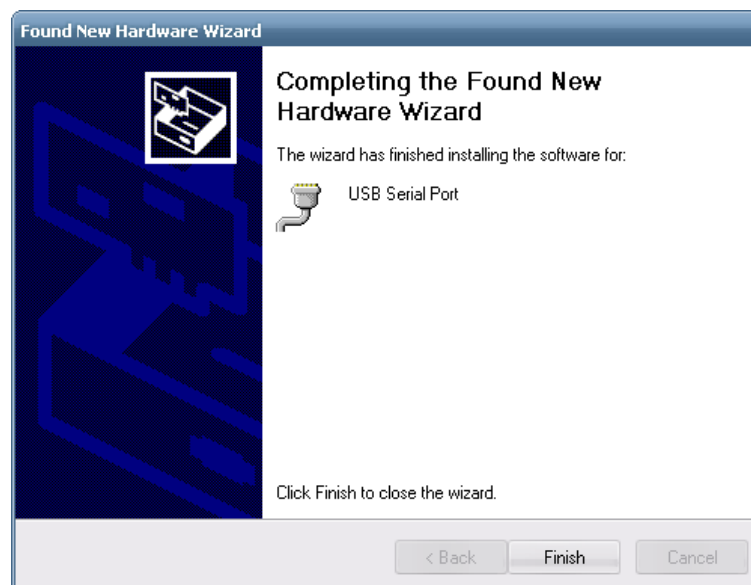 Found New Hardware Wizard
Completing the Found New
Hardware Wizard
The wizard has finished installing the software for:
USB Serial Port
Click Finish to close the wizard.
< Back
Finish
Cancel